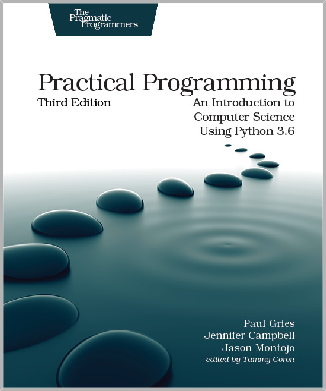 The
Pragmatic
Programmers
Practical Programming
Third Edition
An Introduction to
Computer Science
Using Python 3.6
Paul Gries
Jennifer Campbell
Jason Montojo
edited by Tammy Coron